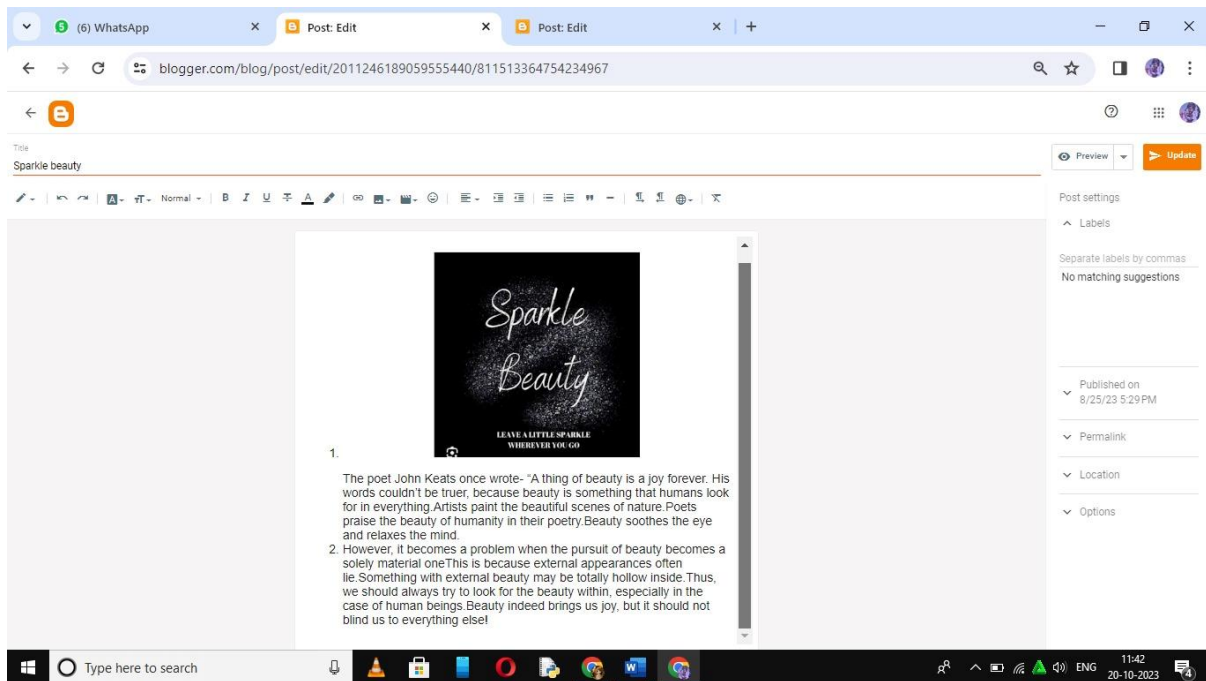 (6) WhatsApp
Post: Edit
Post: Edit
blogger.com/blog/post/edit/2011246189059555440/811513364754234967
Title
Sparkle beauty
Preview
Update
Normal
B I U A
Post settings
Labels
Separate labels by commas
No matching suggestions
Published on
8/25/23 5:29 PM
Permalink
Location
Options
Sparkle
Beauty
LEAVE A LITTLE SPARKLE
WHEREVER YOU GO
1.
The poet John Keats once wrote- “A thing of beauty is a joy forever. His
words couldn’t be truer, because beauty is something that humans look
for in everything.Artists paint the beautiful scenes of nature.Poets
praise the beauty of humanity in their poetry.Beauty soothes the eye
and relaxes the mind.
2. However, it becomes a problem when the pursuit of beauty becomes a
solely material oneThis is because external appearances often
lie.Something with external beauty may be totally hollow inside.Thus,
we should always try to look for the beauty within, especially in the
case of human beings.Beauty indeed brings us joy, but it should not
blind us to everything else!
Type here to search
ENG
11:42
20-10-2023
4